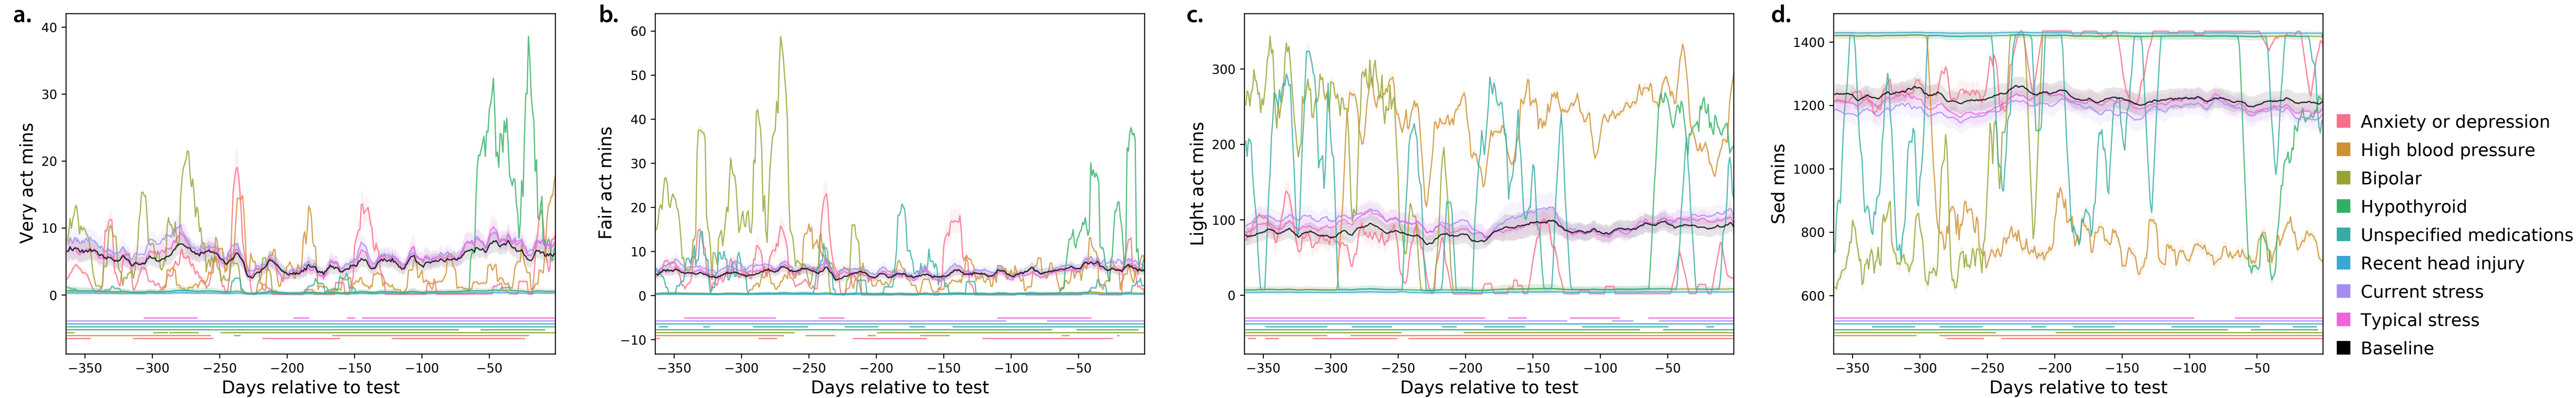 a.
Very act mins
40
30
20
10
0
−350 −300 −250 −200 −150 −100 −50
Days relative to test
b.
Fair act mins
60
50
40
30
20
10
0
−10
−350 −300 −250 −200 −150 −100 −50
Days relative to test
c.
Light act mins
300
200
100
0
−350 −300 −250 −200 −150 −100 −50
Days relative to test
d.
Sed mins
1400
1200
1000
800
600
−350 −300 −250 −200 −150 −100 −50
Days relative to test
Anxiety or depression
High blood pressure
Bipolar
Hypothyroid
Unspecified medications
Recent head injury
Current stress
Typical stress
Baseline